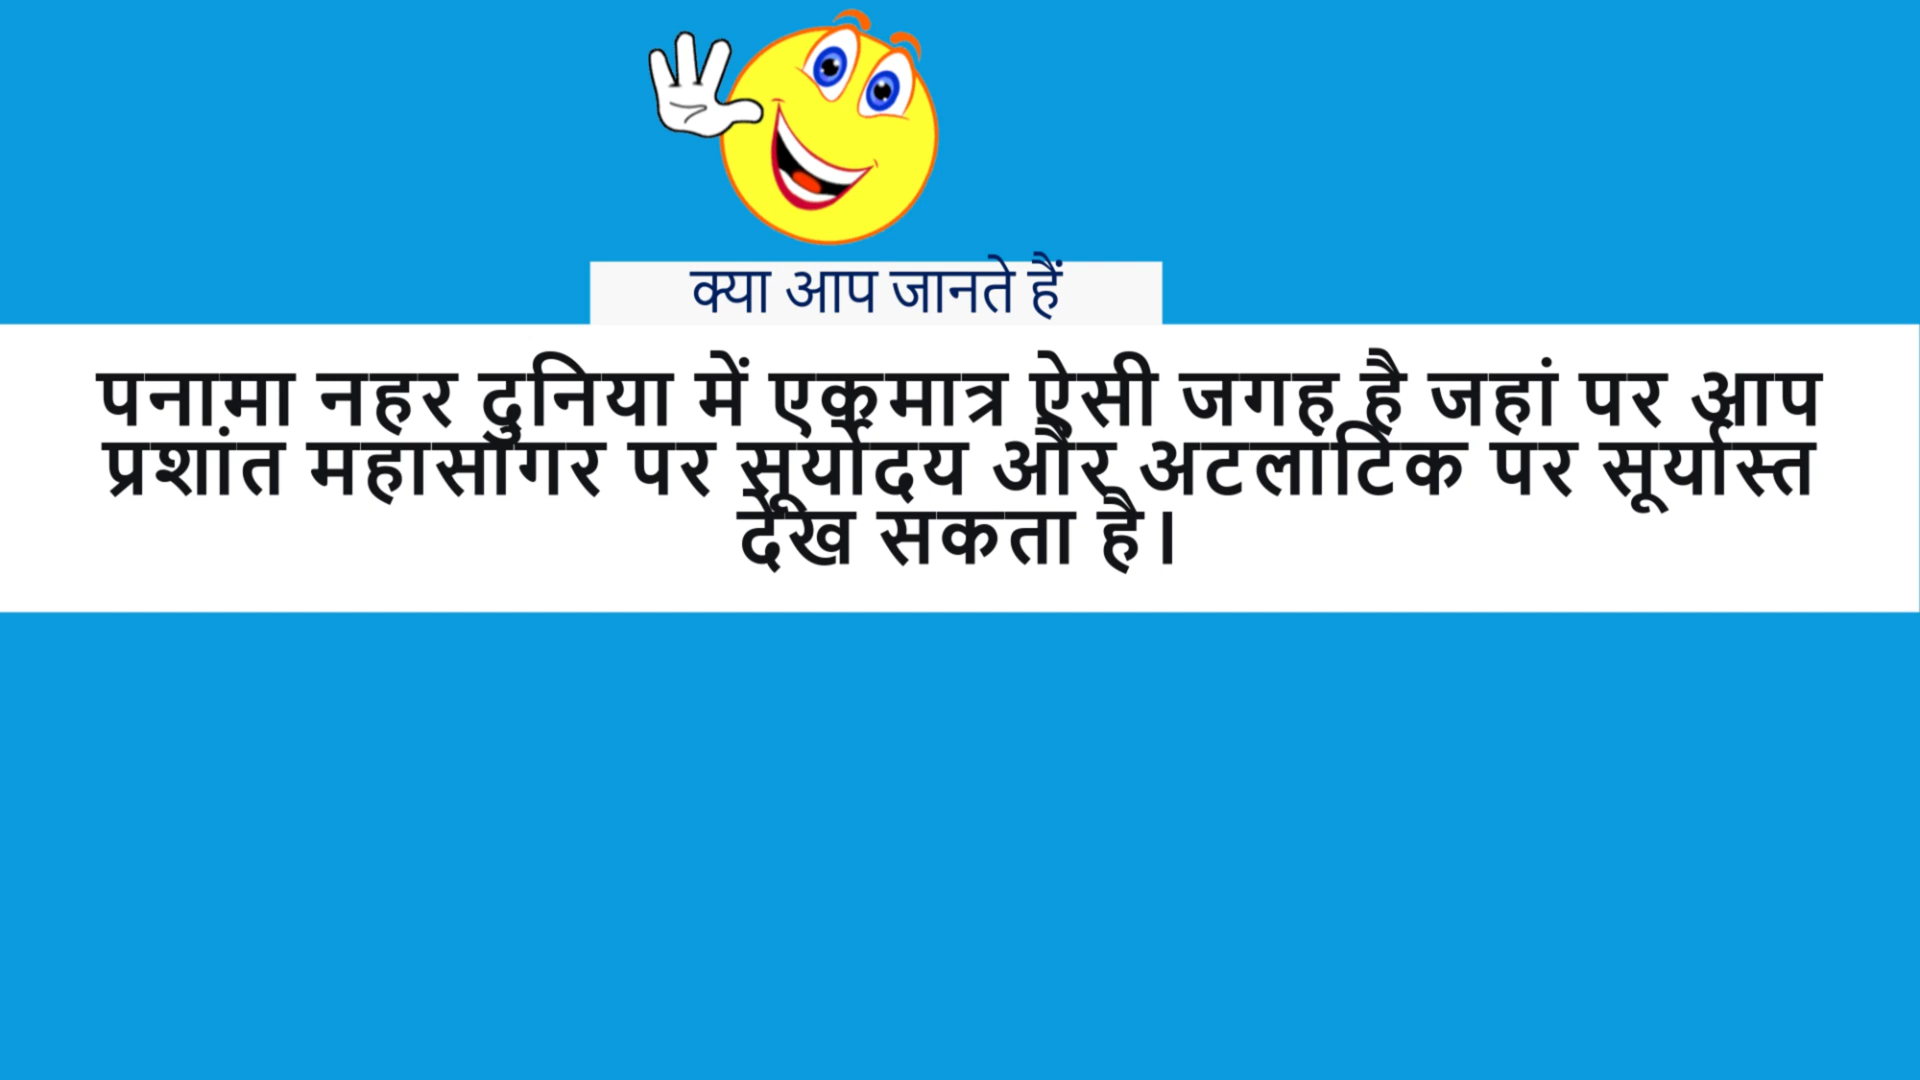 क्या आप जानते हैं
पनामा नहर दुनिया में एकमात्र ऐसी जगह है जहां पर आप
प्रशांत महासागर पर सूर्योदय और अटलांटिक पर सूर्यास्त
देख सकता है।